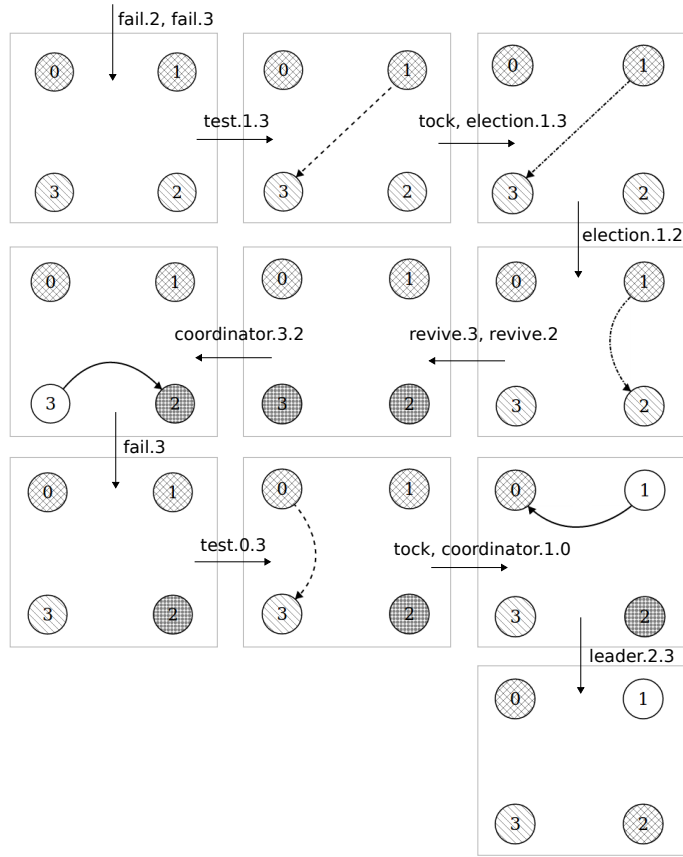 fail.2, fail.3
0 1
3 2
test.1.3
0 1
3 2
tock, election.1.3
0 1
3 2
election.1.2
0 1
3 2
revive.3, revive.2
0 1
3 2
coordinator.3.2
0 1
3 2
fail.3
0 1
3 2
test.0.3
0 1
3 2
tock, coordinator.1.0
0 1
3 2
leader.2.3
0 1
3 2